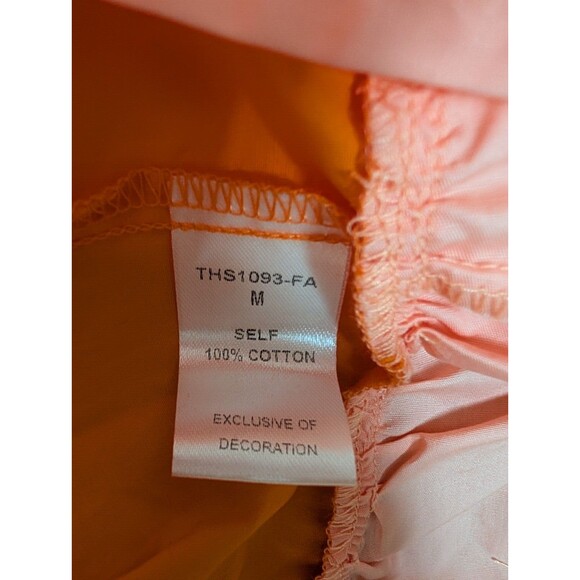 THS1093-FA
M
SELF
100% COTTON
EXCLUSIVE OF
DECORATION